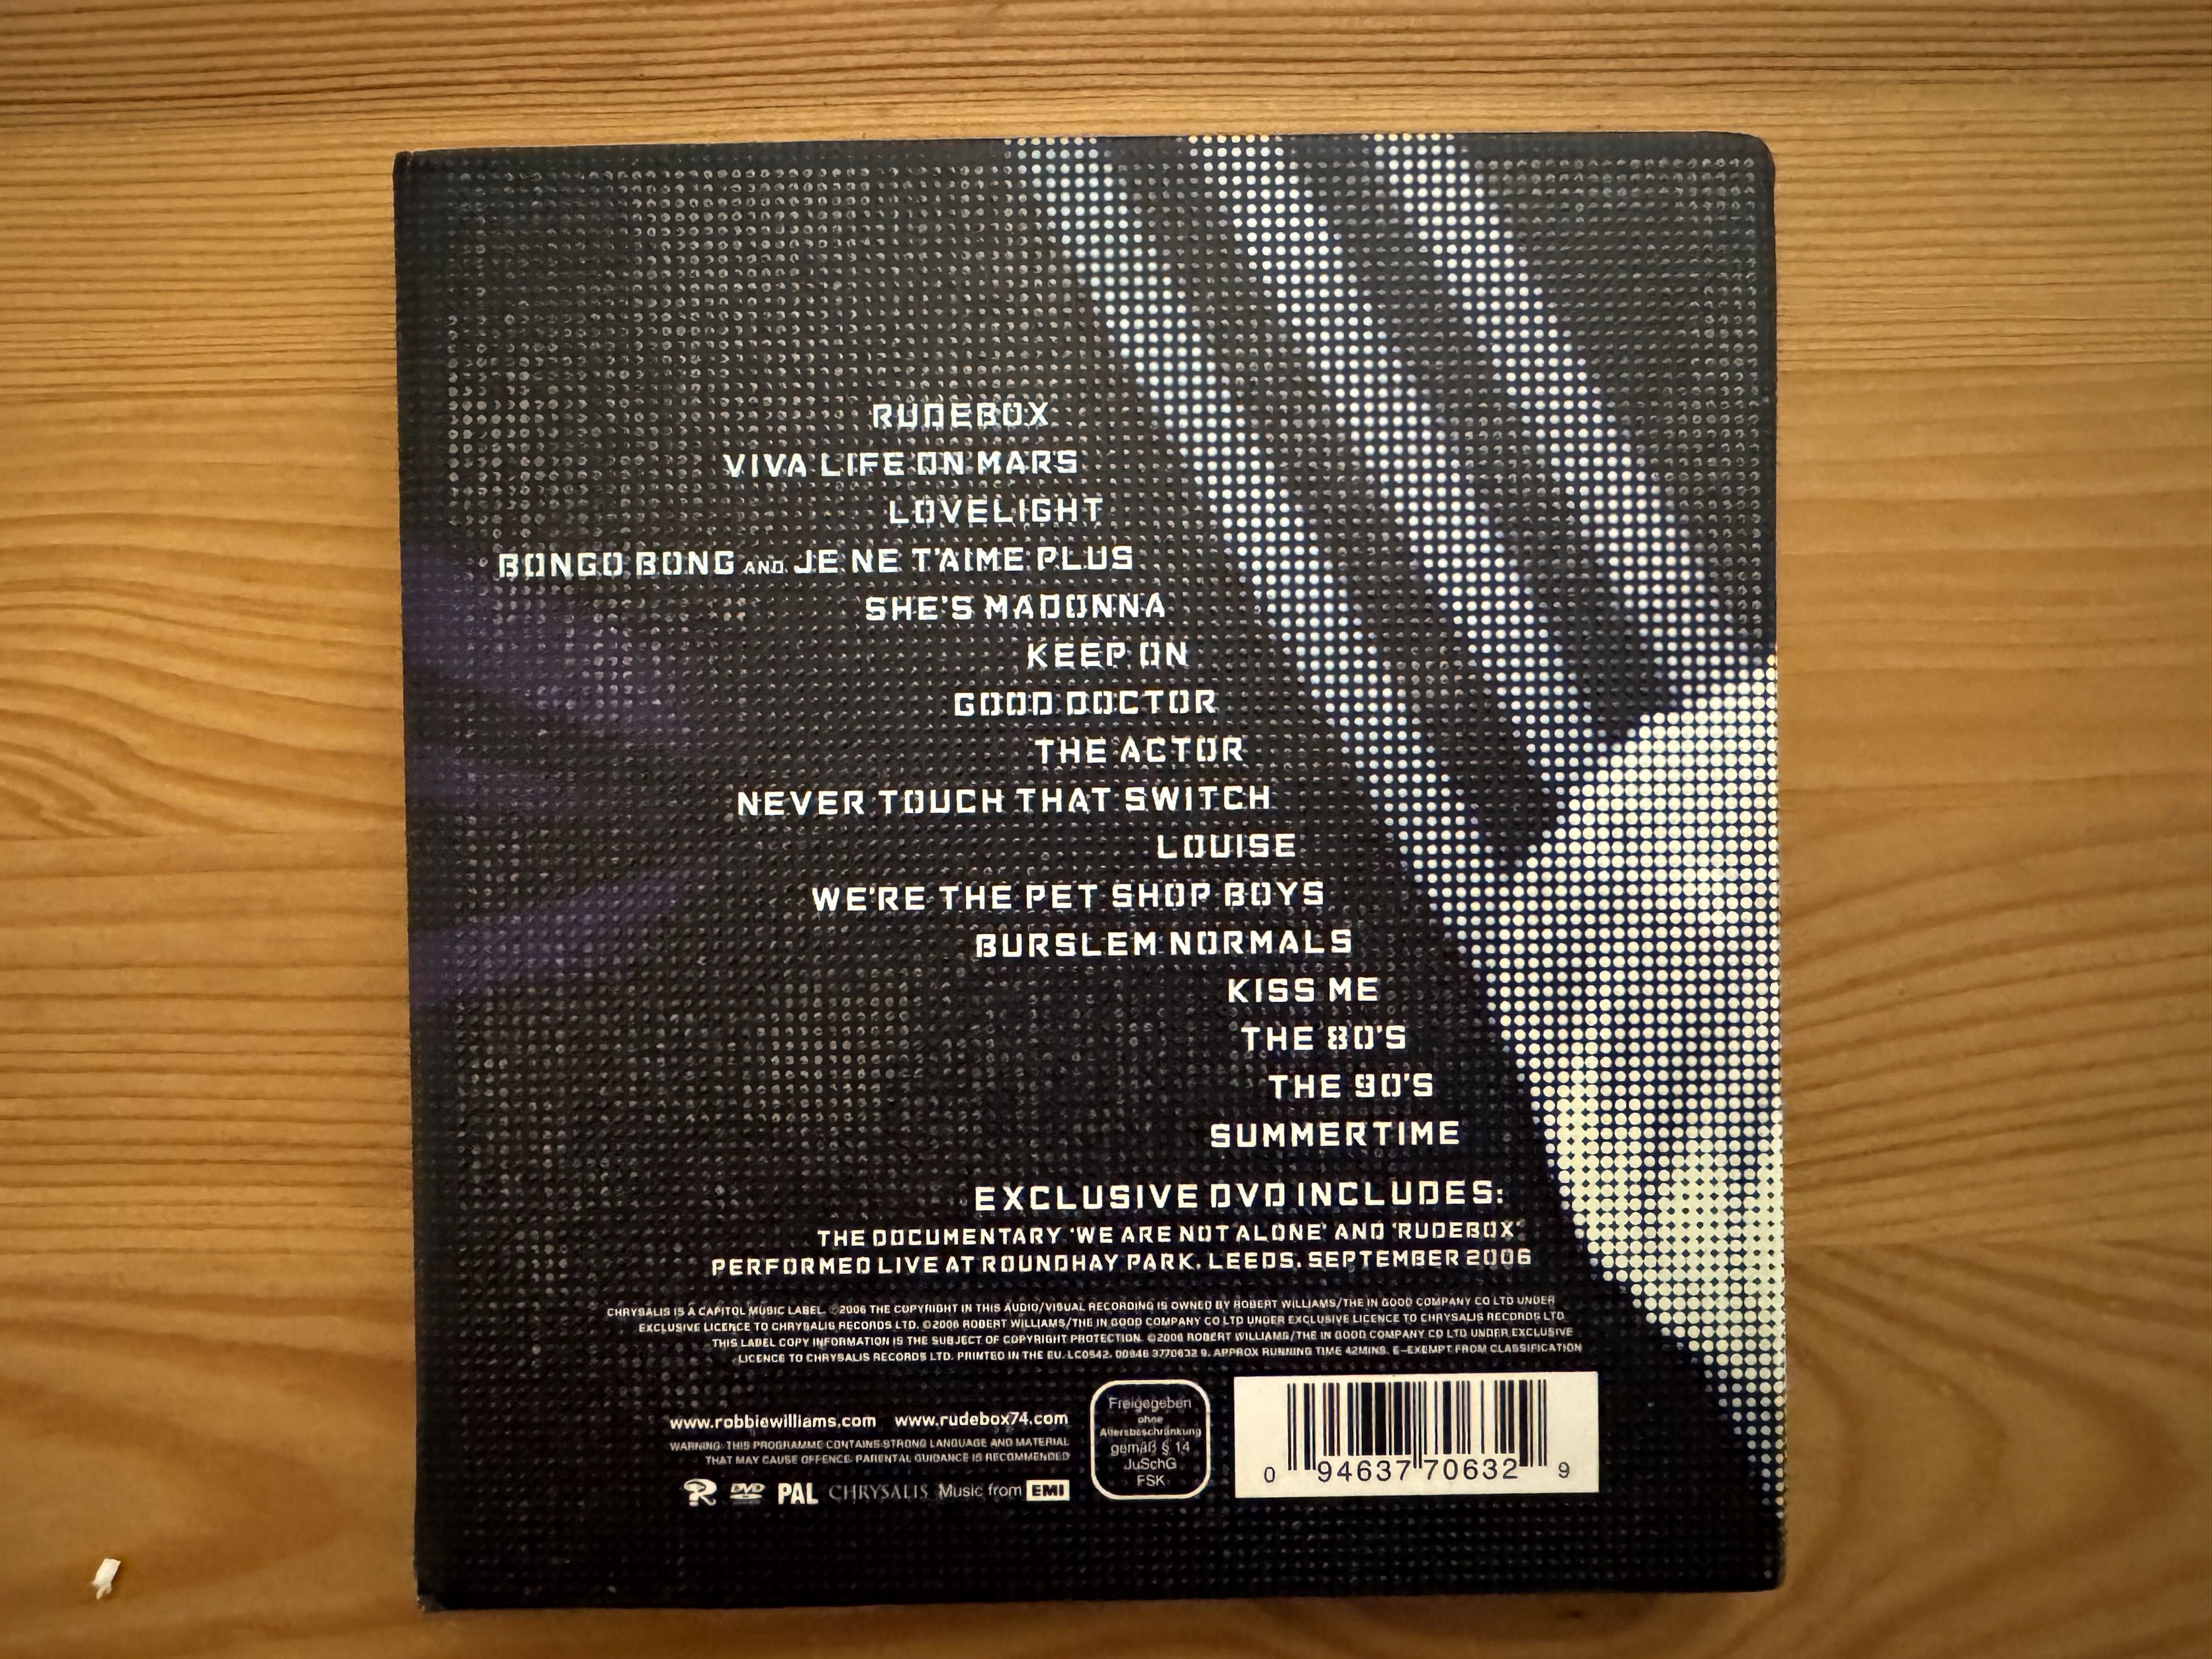 RUDEBOX
VIVA LIFE ON MARS
LOVELIGHT
BONGO BONG AND JE NE T'AIME PLUS
SHE'S MADONNA
KEEP ON
GOOD DOCTOR
THE ACTOR
NEVER TOUCH THAT SWITCH
LOUISE
WE'RE THE PET SHOP BOYS
BURSLEM NORMALS
KISS ME
THE 80'S
THE 90'S
SUMMERTIME
EXCLUSIVE DVD INCLUDES:
THE DOCUMENTARY 'WE ARE NOT ALONE' AND 'RUDEBOX'
PERFORMED LIVE AT ROUNDHAY PARK, LEEDS, SEPTEMBER 2006
CHRYSALIS IS A CAPITOL MUSIC LABEL. ℗2006 THE COPYRIGHT IN THIS AUDIO/VISUAL RECORDING IS OWNED BY ROBERT WILLIAMS/THE IN GOOD COMPANY CO LTD UNDER
EXCLUSIVE LICENCE TO CHRYSALIS RECORDS LTD. ©2006 ROBERT WILLIAMS/THE IN GOOD COMPANY CO LTD UNDER EXCLUSIVE LICENCE TO CHRYSALIS RECORDS LTD.
THIS LABEL COPY INFORMATION IS THE SUBJECT OF COPYRIGHT PROTECTION. ©2006 ROBERT WILLIAMS/THE IN GOOD COMPANY CO LTD UNDER EXCLUSIVE
LICENCE TO CHRYSALIS RECORDS LTD. PRINTED IN THE EU. LC0542. 00946 3770632 9. APPROX RUNNING TIME 42MINS. E-EXEMPT FROM CLASSIFICATION
www.robbiewilliams.com www.rudebox74.com
WARNING: THIS PROGRAMME CONTAINS STRONG LANGUAGE AND MATERIAL
THAT MAY CAUSE OFFENCE. PARENTAL GUIDANCE IS RECOMMENDED
DVD PAL CHRYSALIS Music from EMI
Freigegeben
ohne
Altersbeschränkung
gemäß § 14
JuSchG
FSK
0 94637 70632 9